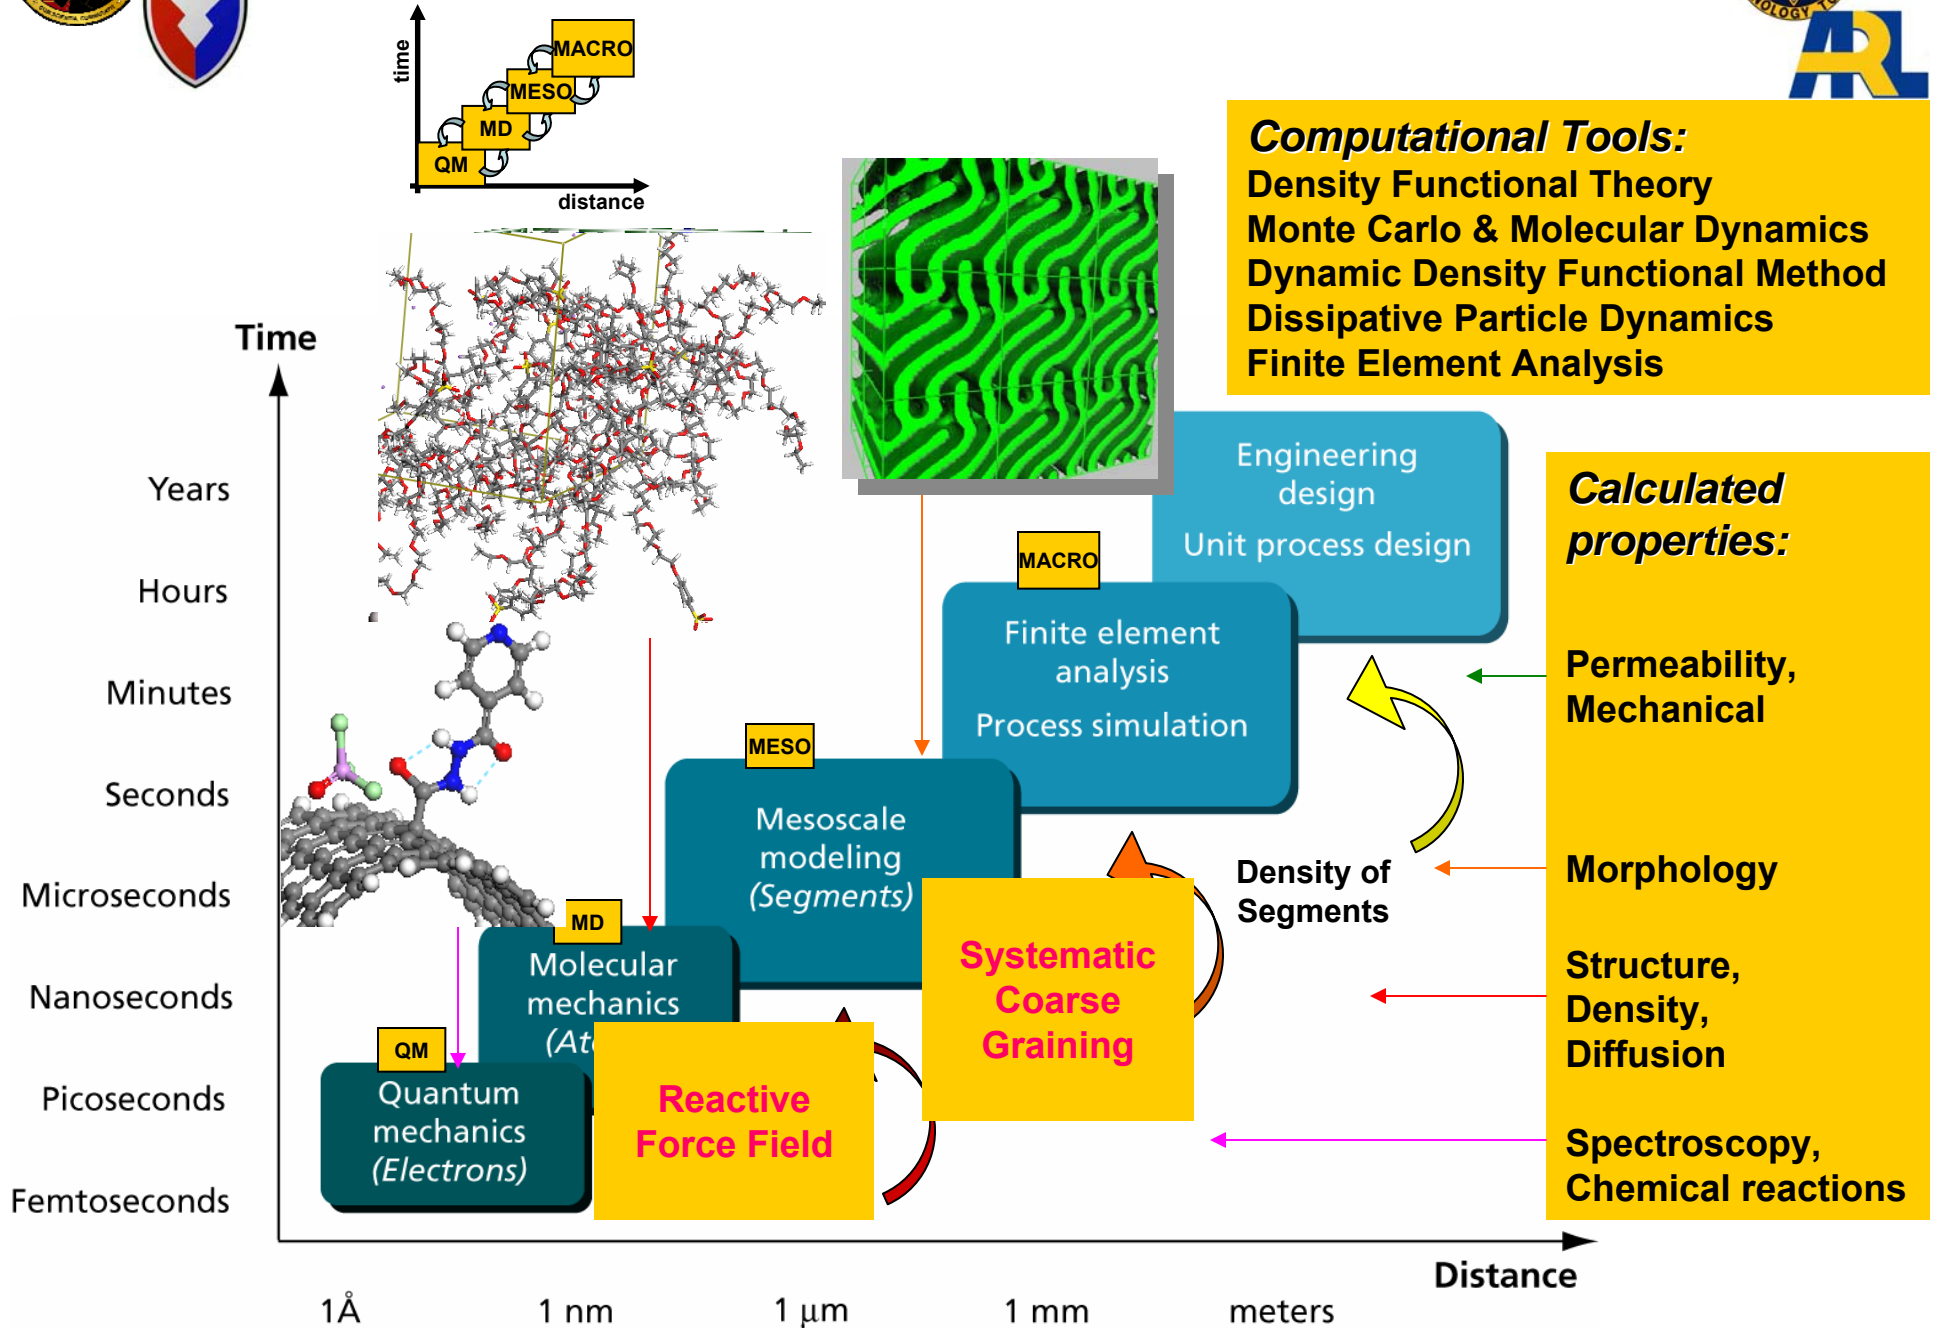 NOLOGY TO
ARL
time
MACRO
MESO
MD
QM
distance
Computational Tools:
Density Functional Theory
Monte Carlo & Molecular Dynamics
Dynamic Density Functional Method
Dissipative Particle Dynamics
Finite Element Analysis
Time
Years
Hours
Minutes
Seconds
Microseconds
Nanoseconds
Picoseconds
Femtoseconds
Engineering
design
Unit process design
MACRO
Finite element
analysis
Process simulation
MESO
Mesoscale
modeling
(Segments)
MD
Molecular
mechanics
(At
QM
Quantum
mechanics
(Electrons)
Reactive
Force Field
Systematic
Coarse
Graining
Density of
Segments
Calculated
properties:
Permeability,
Mechanical
Morphology
Structure,
Density,
Diffusion
Spectroscopy,
Chemical reactions
Distance
1Å
1 nm
1 μm
1 mm
meters